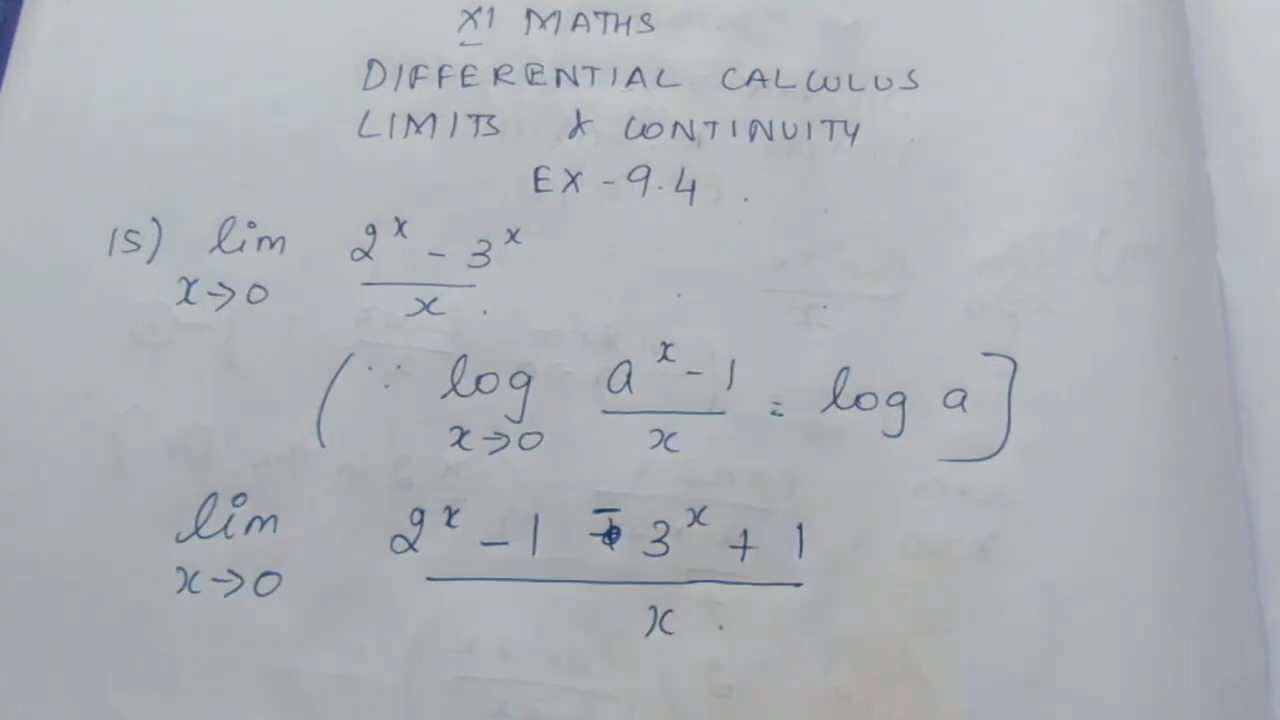 XI MATHS
DIFFERENTIAL CALCULUS
LIMITS & CONTINUITY
EX - 9.4
15) lim x→0 (2^x - 3^x) / x
(∵ log x→0 (a^x - 1) / x = log a]
lim x→0 (2^x - 1 - 3^x + 1) / x